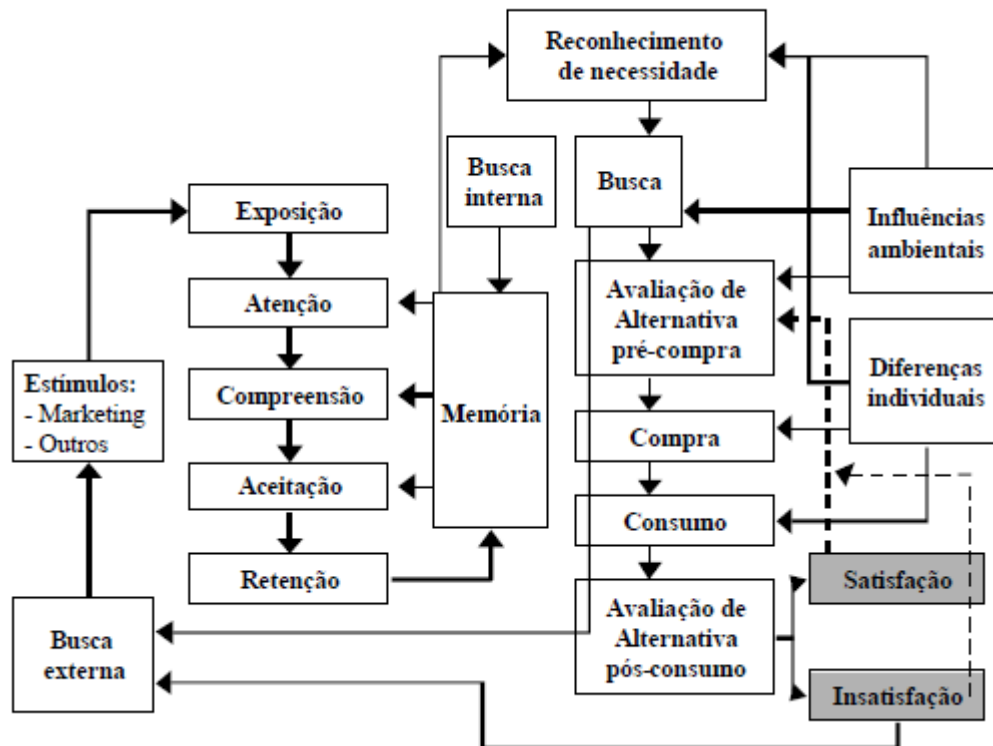 Reconhecimento
de necessidade
Busca
interna
Busca
Exposição
Influências
ambientais
Atenção
Avaliação de
Alternativa
pré-compra
Estímulos:
- Marketing
- Outros
Compreensão
Memória
Diferenças
individuais
Compra
Aceitação
Consumo
Retenção
Satisfação
Busca
externa
Avaliação de
Alternativa
pós-consumo
Insatisfação